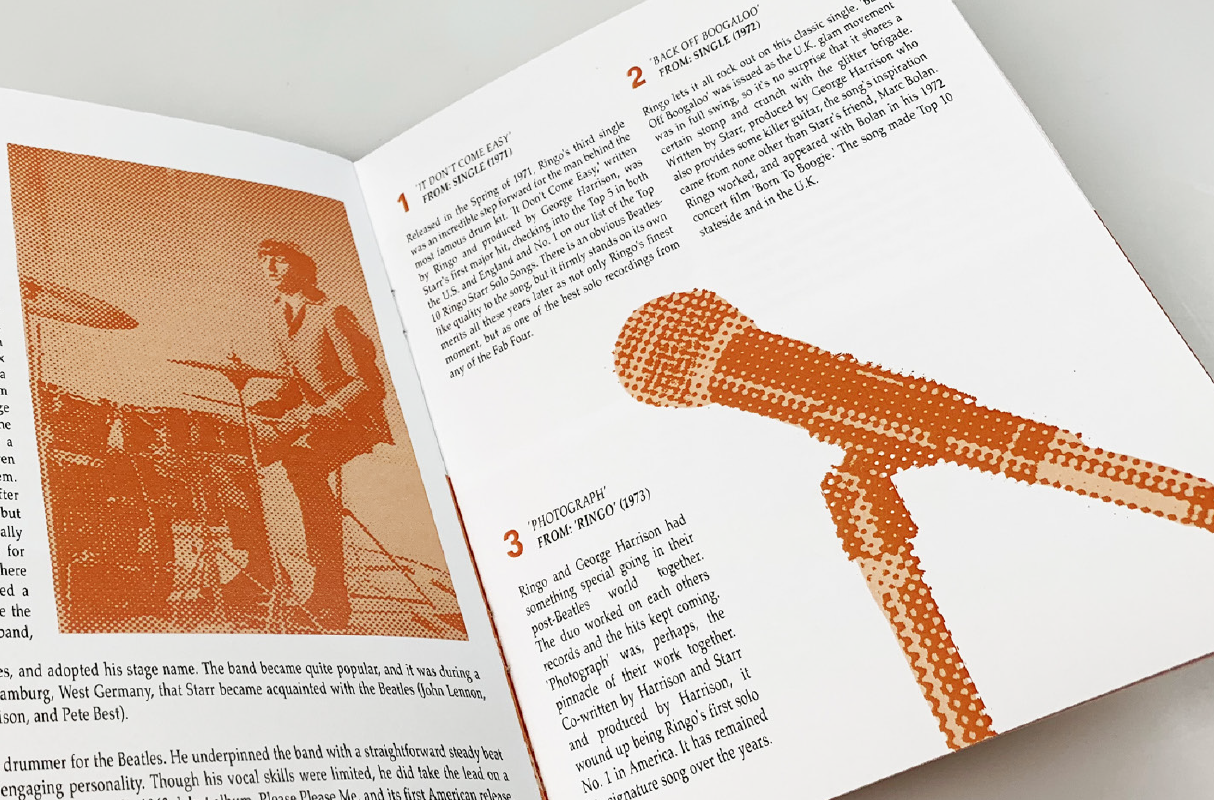 x
a
n
ge
ne
a
ven
em.
fter
but
ally
for
here
ed a
e the
band,
es, and adopted his stage name. The band became quite popular, and it was during a
amburg, West Germany, that Starr became acquainted with the Beatles (John Lennon,
ison, and Pete Best).
drummer for the Beatles. He underpinned the band with a straightforward steady beat
engaging personality. Though his vocal skills were limited, he did take the lead on a
album, Please Please Me, and its first American release
1
'IT DON'T COME EASY'
FROM: SINGLE (1971)
Released in the Spring of 1971, Ringo's third single
was an incredible step forward for the man behind the
most famous drum kit. 'It Don't Come Easy,' written
by Ringo and produced by George Harrison, was
Starr's first major hit, checking into the Top 5 in both
the U.S. and England and No. 1 on our list of the Top
10 Ringo Starr Solo Songs. There is an obvious Beatles-
like quality to the song, but it firmly stands on its own
merits all these years later as not only Ringo's finest
moment, but as one of the best solo recordings from
any of the Fab Four.
2
'BACK OFF BOOGALOO'
FROM: SINGLE (1972)
Ringo lets it all rock out on this classic single.
Off Boogaloo' was issued as the U.K. glam movement
was in full swing, so it's no surprise that it shares a
certain stomp and crunch with the glitter brigade.
Written by Starr, produced by George Harrison who
also provides some killer guitar, the song's inspiration
came from none other than Starr's friend, Marc Bolan.
Ringo worked, and appeared with Bolan in his 1972
concert film 'Born To Boogie.' The song made Top 10
stateside and in the U.K.
3
'PHOTOGRAPH'
FROM: 'RINGO' (1973)
Ringo and George Harrison had
something special going in their
post-Beatles world together.
The duo worked on each others
records and the hits kept coming.
'Photograph' was, perhaps, the
pinnacle of their work together.
Co-written by Harrison and Starr
and produced by Harrison, it
wound up being Ringo's first solo
No. 1 in America. It has remained
signature song over the years.